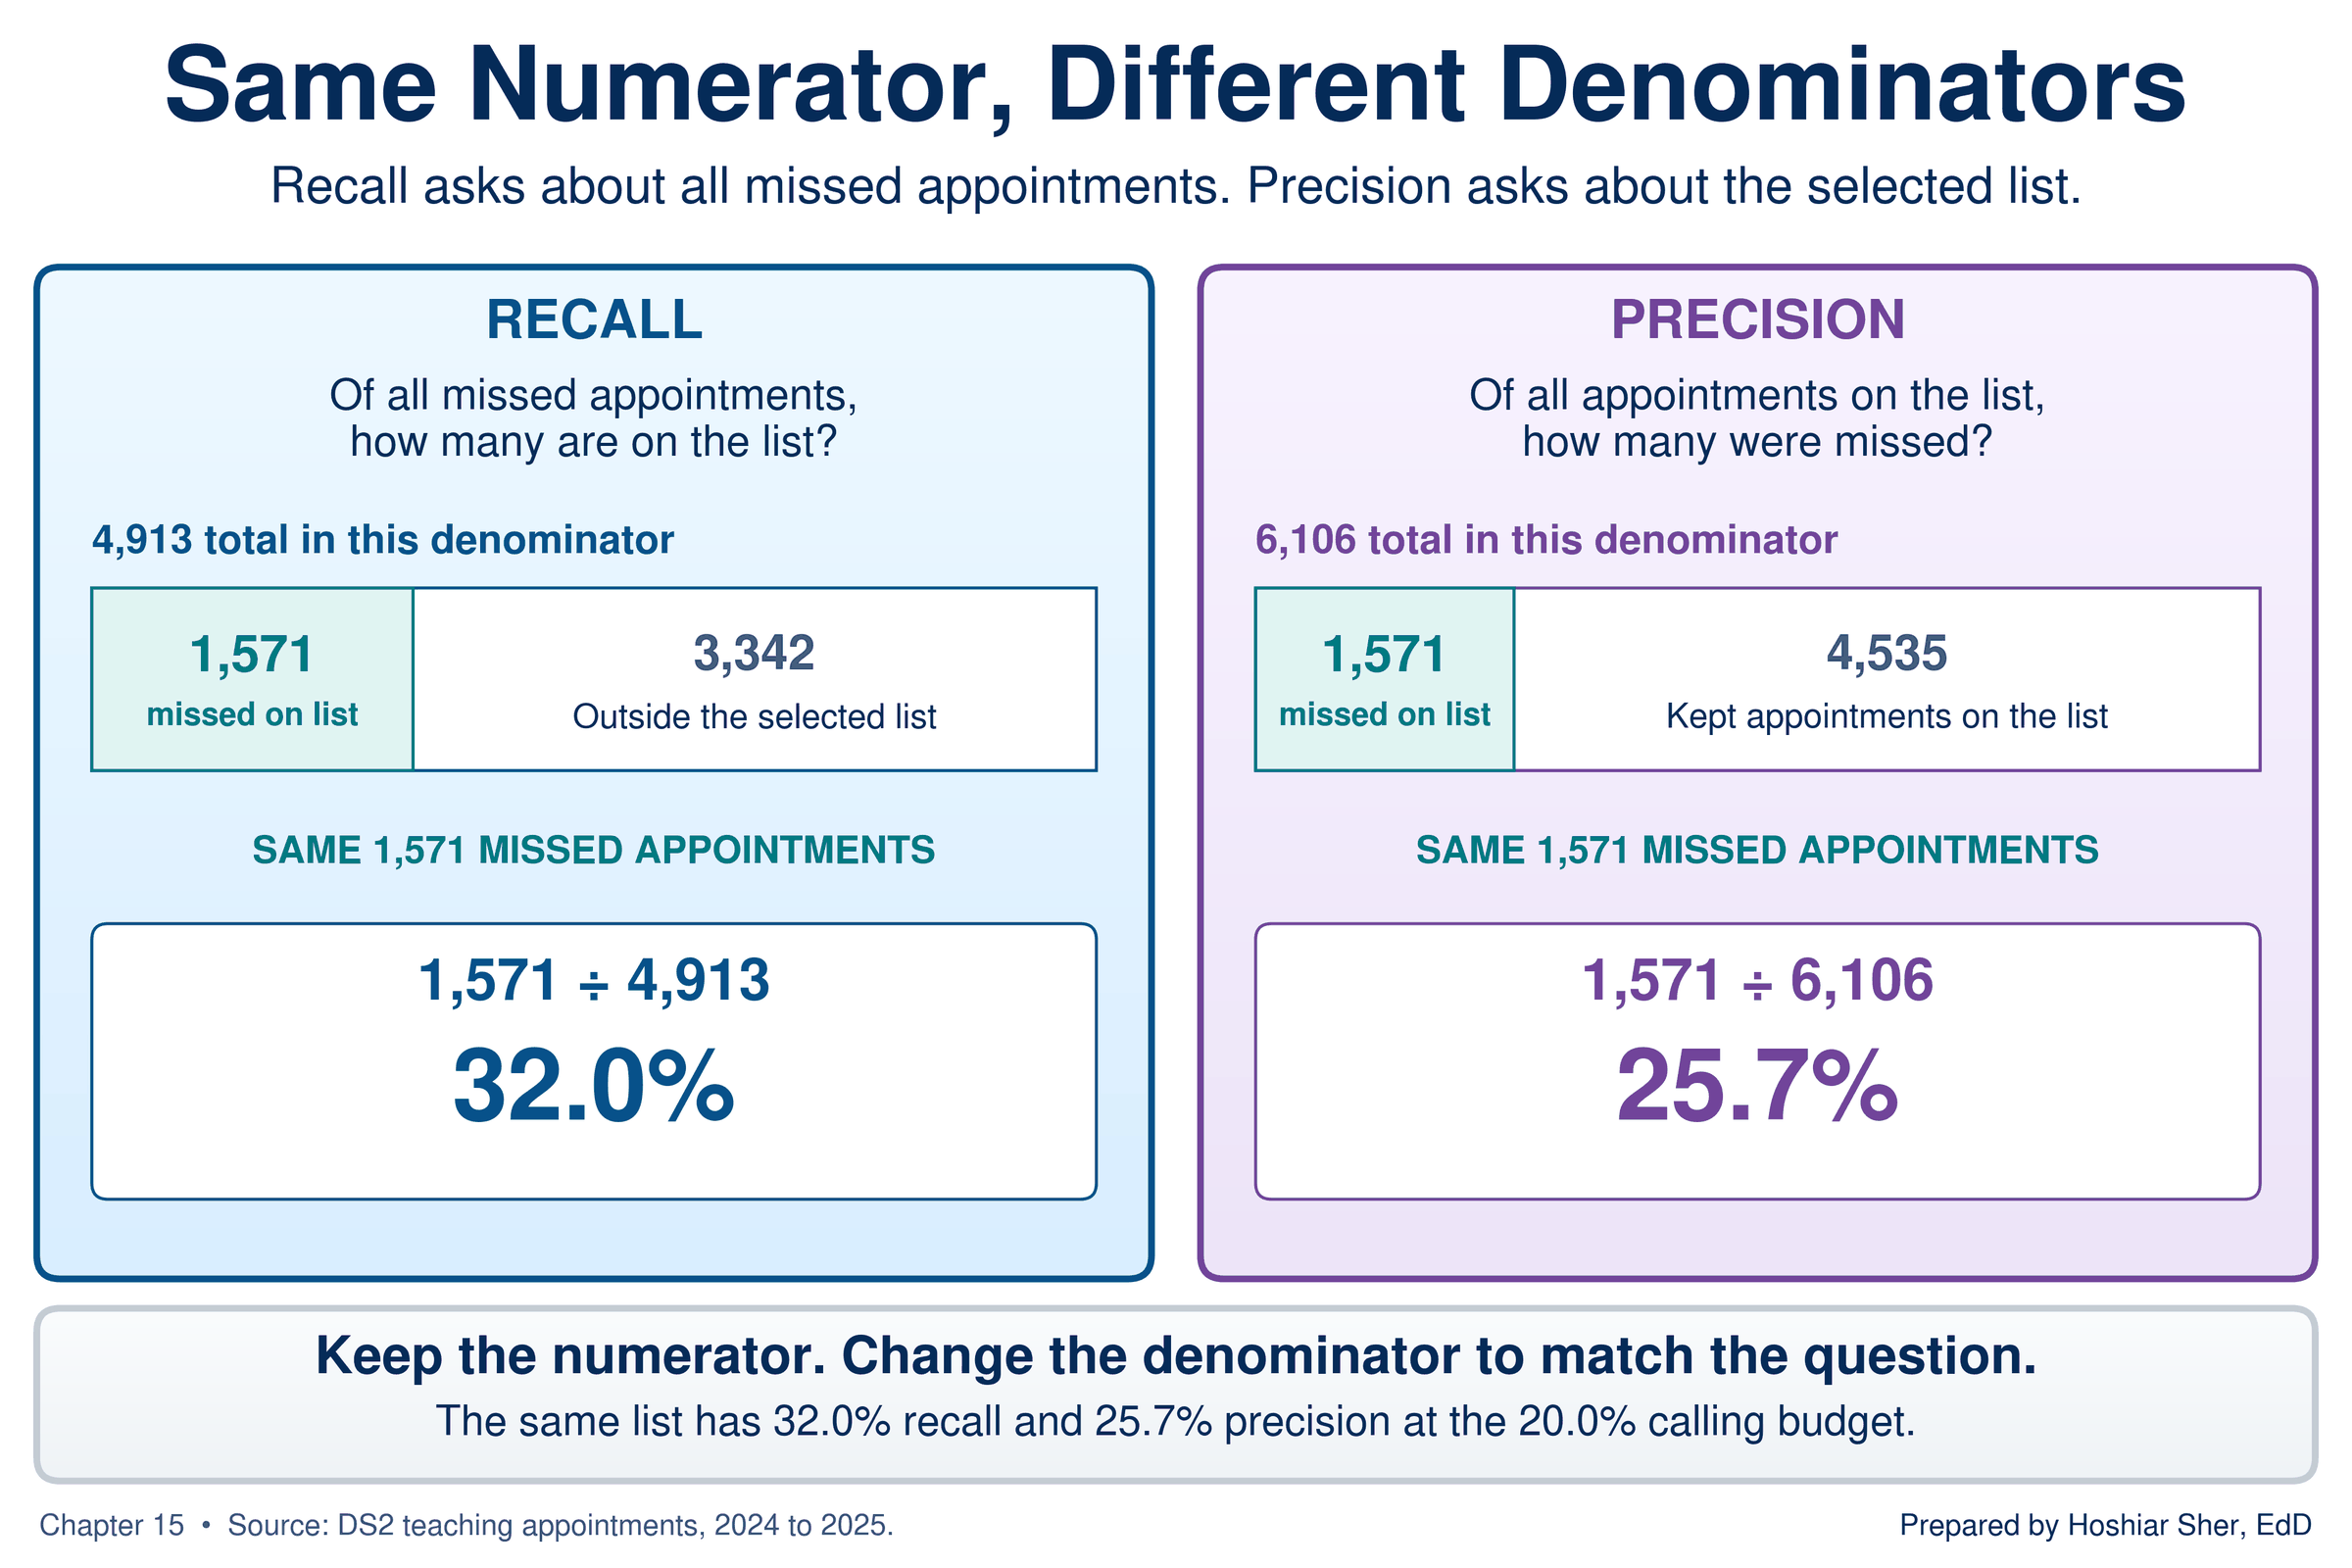 Same Numerator, Different Denominators
Recall asks about all missed appointments. Precision asks about the selected list.
RECALL
Of all missed appointments,
how many are on the list?
4,913 total in this denominator
1,571
missed on list
3,342
Outside the selected list
SAME 1,571 MISSED APPOINTMENTS
1,571 ÷ 4,913
32.0%
PRECISION
Of all appointments on the list,
how many were missed?
6,106 total in this denominator
1,571
missed on list
4,535
Kept appointments on the list
SAME 1,571 MISSED APPOINTMENTS
1,571 ÷ 6,106
25.7%
Keep the numerator. Change the denominator to match the question.
The same list has 32.0% recall and 25.7% precision at the 20.0% calling budget.
Chapter 15 • Source: DS2 teaching appointments, 2024 to 2025.
Prepared by Hoshiar Sher, EdD